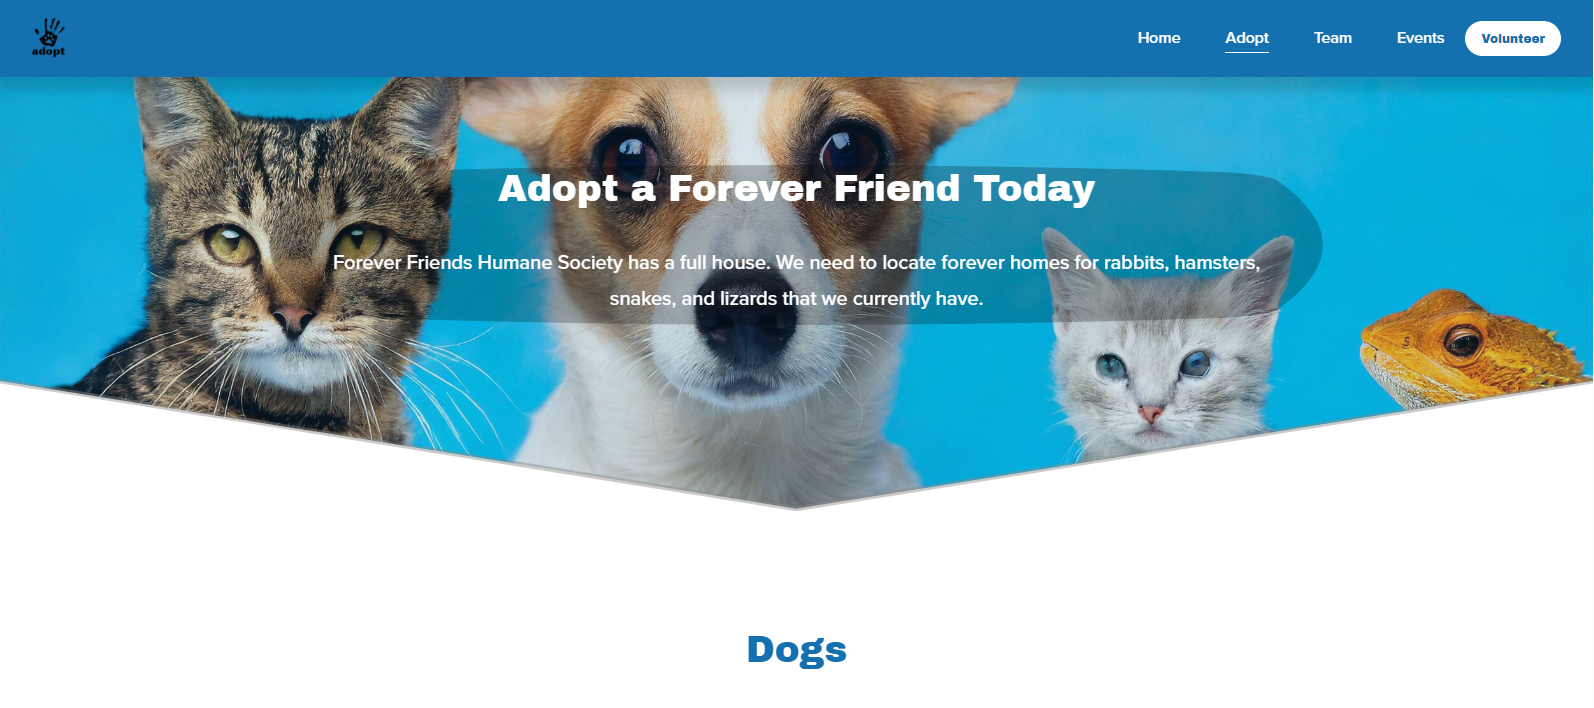 adopt
Home
Adopt
Team
Events
Volunteer
Adopt a Forever Friend Today
Forever Friends Humane Society has a full house. We need to locate forever homes for rabbits, hamsters,
snakes, and lizards that we currently have.
Dogs